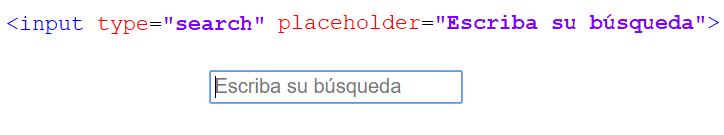 <input type="search" placeholder="Escriba su búsqueda">
Escriba su búsqueda